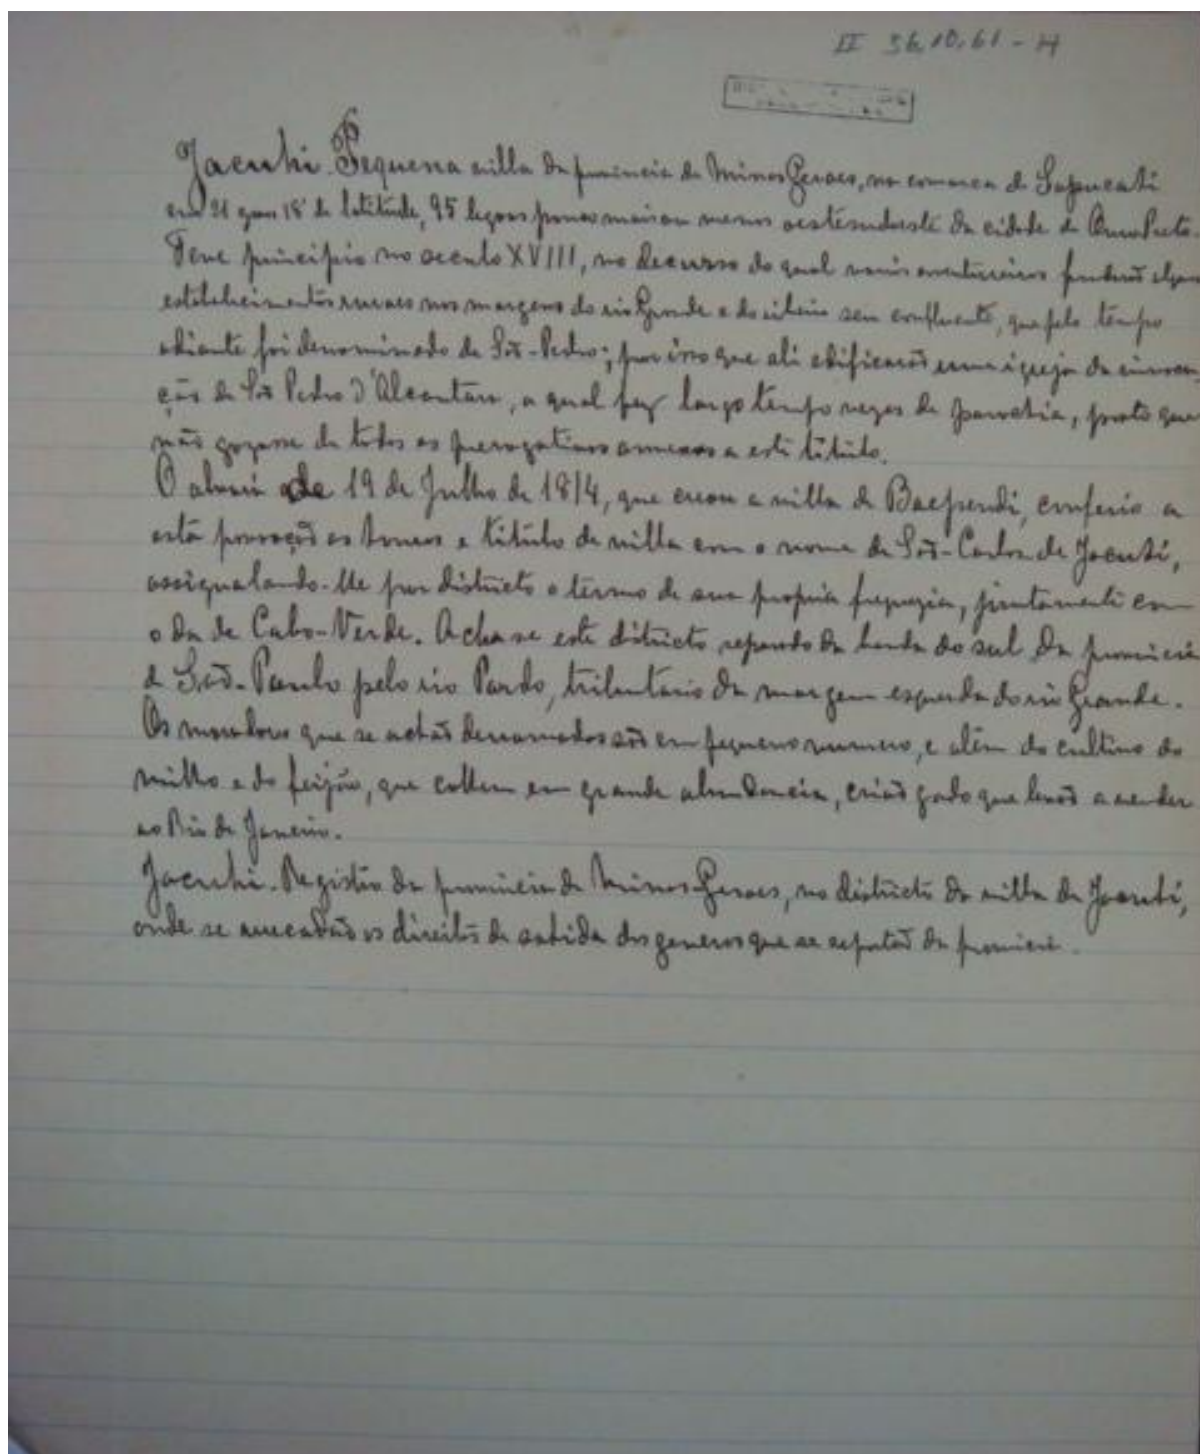 II 36,10,61 - H
Jacuhi. Pequena villa da provincia de Minas Geraes, na comarca de Sapucahi
em 21 graos 18' de latitude, 95 legoas pouco mais ou menos oestesudueste da cidade de Ouro Preto.
Teve principio no seculo XVIII, no decurso do qual varios aventureiros fundarão alguns
estabelecimentos ruraes nas margens do rio Grande e do ribeiro seu confluente, que pelo tempo
adiante foi denominado de São-Pedro; por isso que ali edificarão uma igreja da invoca
ção de São Pedro d'Alcantara, a qual fez largo tempo vezes de parochia, posto que
não gozasse de todas as prerogativas annexas a este titulo.
O alvará de 19 de Julho de 1814, que creou a villa de Baependi, conferio a
esta povoação os foraes e titulo de villa com o nome de São-Carlos de Jacuhi,
assignalando-lhe por districto o termo de sua propria freguezia, juntamente com
o da de Cabo-Verde. Acha-se este districto separado da banda do sul da provincia
de São-Paulo pelo rio Pardo, tributario da margem esquerda do rio Grande.
Os moradores que se achão derramados são em pequeno numero, e além do cultivo do
milho e do feijão, que colhem em grande abundancia, crião gado que levão a vender
ao Rio de Janeiro.
Jacuhi. Registro da provincia de Minas-Geraes, no districto da villa de Jacuhi,
onde se arrecadão os direitos de sahida dos generos que se exportão da provincia.